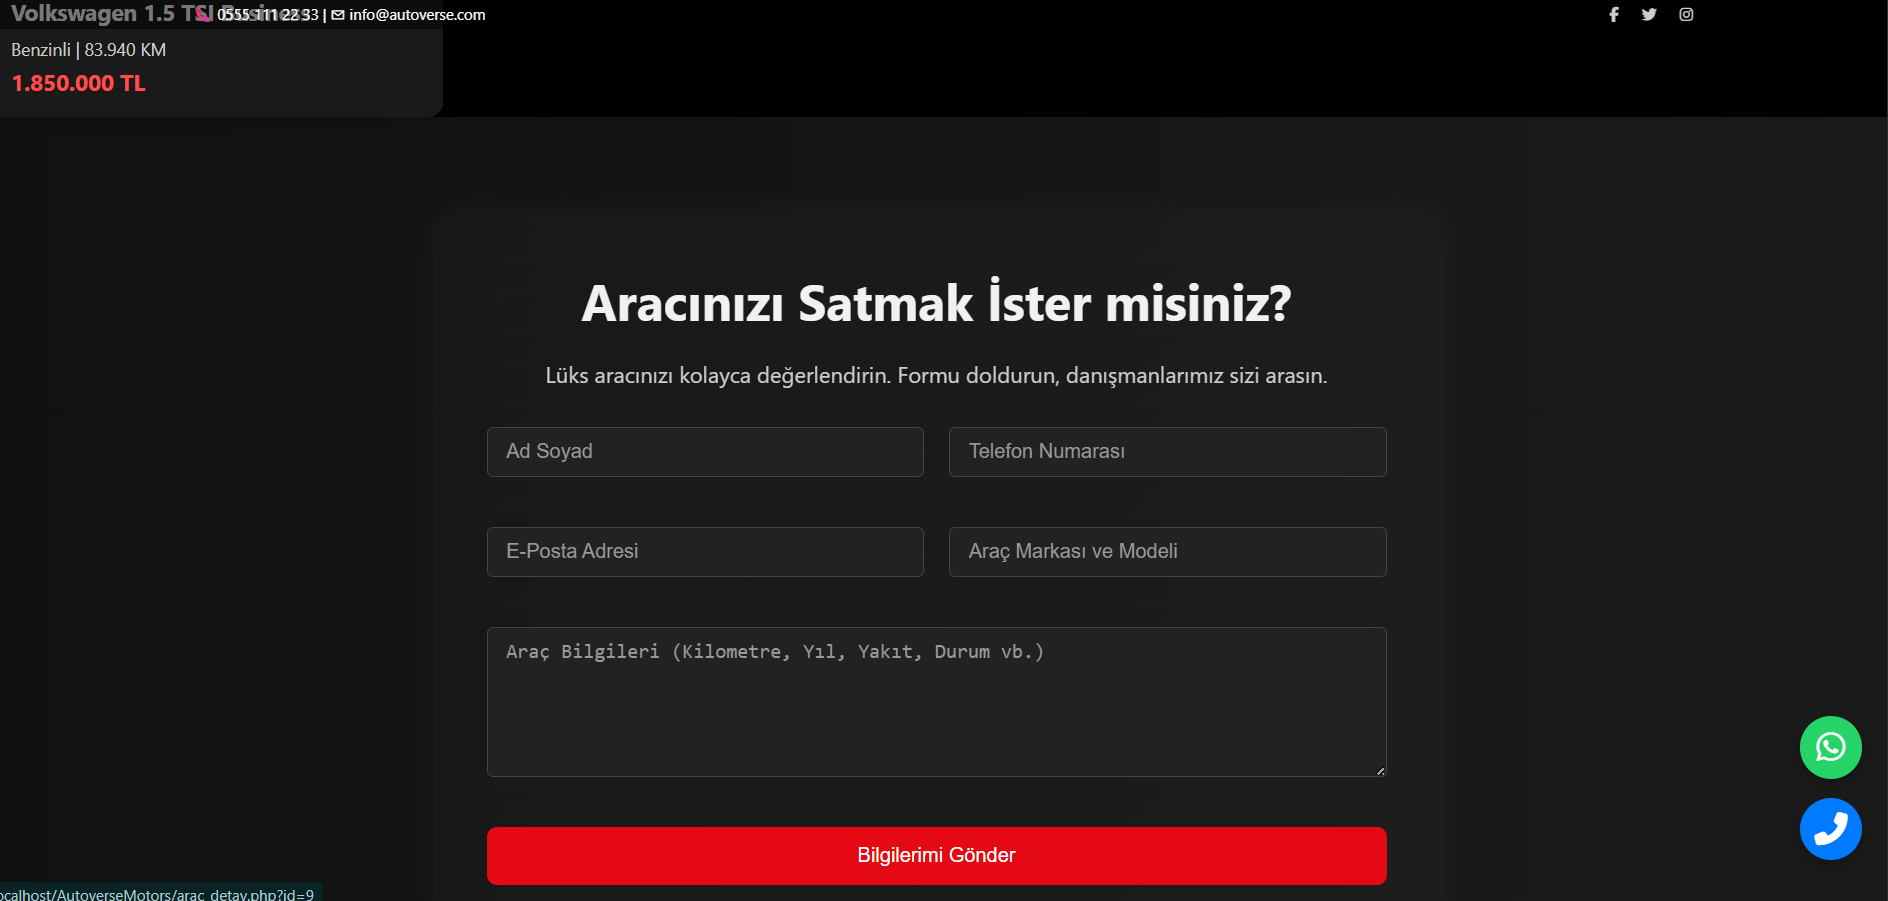 Volkswagen 1.5 TSI Business
0555 111 22 33 | info@autoverse.com
Benzinli | 83.940 KM
1.850.000 TL
Aracınızı Satmak İster misiniz?
Lüks aracınızı kolayca değerlendirin. Formu doldurun, danışmanlarımız sizi arasın.
Ad Soyad
Telefon Numarası
E-Posta Adresi
Araç Markası ve Modeli
Araç Bilgileri (Kilometre, Yıl, Yakıt, Durum vb.)
Bilgilerimi Gönder
ocalhost/AutoverseMotors/arac_detay.php?id=9